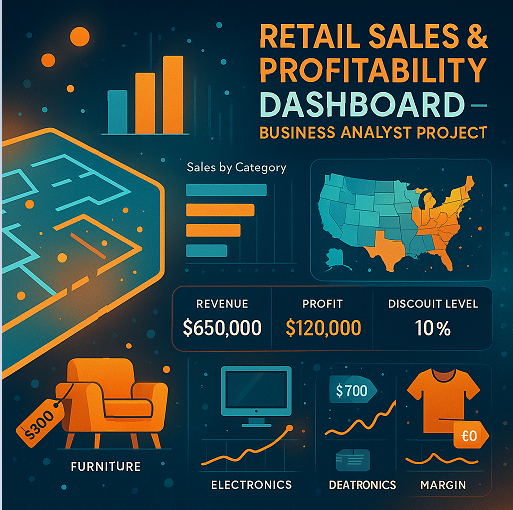 RETAIL SALES &
PROFITABILITY
DASHBOARD—
BUSINESS ANALYST PROJECT
Sales by Category
REVENUE
$650,000
PROFIT
$120,000
DISCOUIT LEVEL
10%
$300
FURNITURE
ELECTRONICS
$700
DEATRONICS
€0
MARGIN